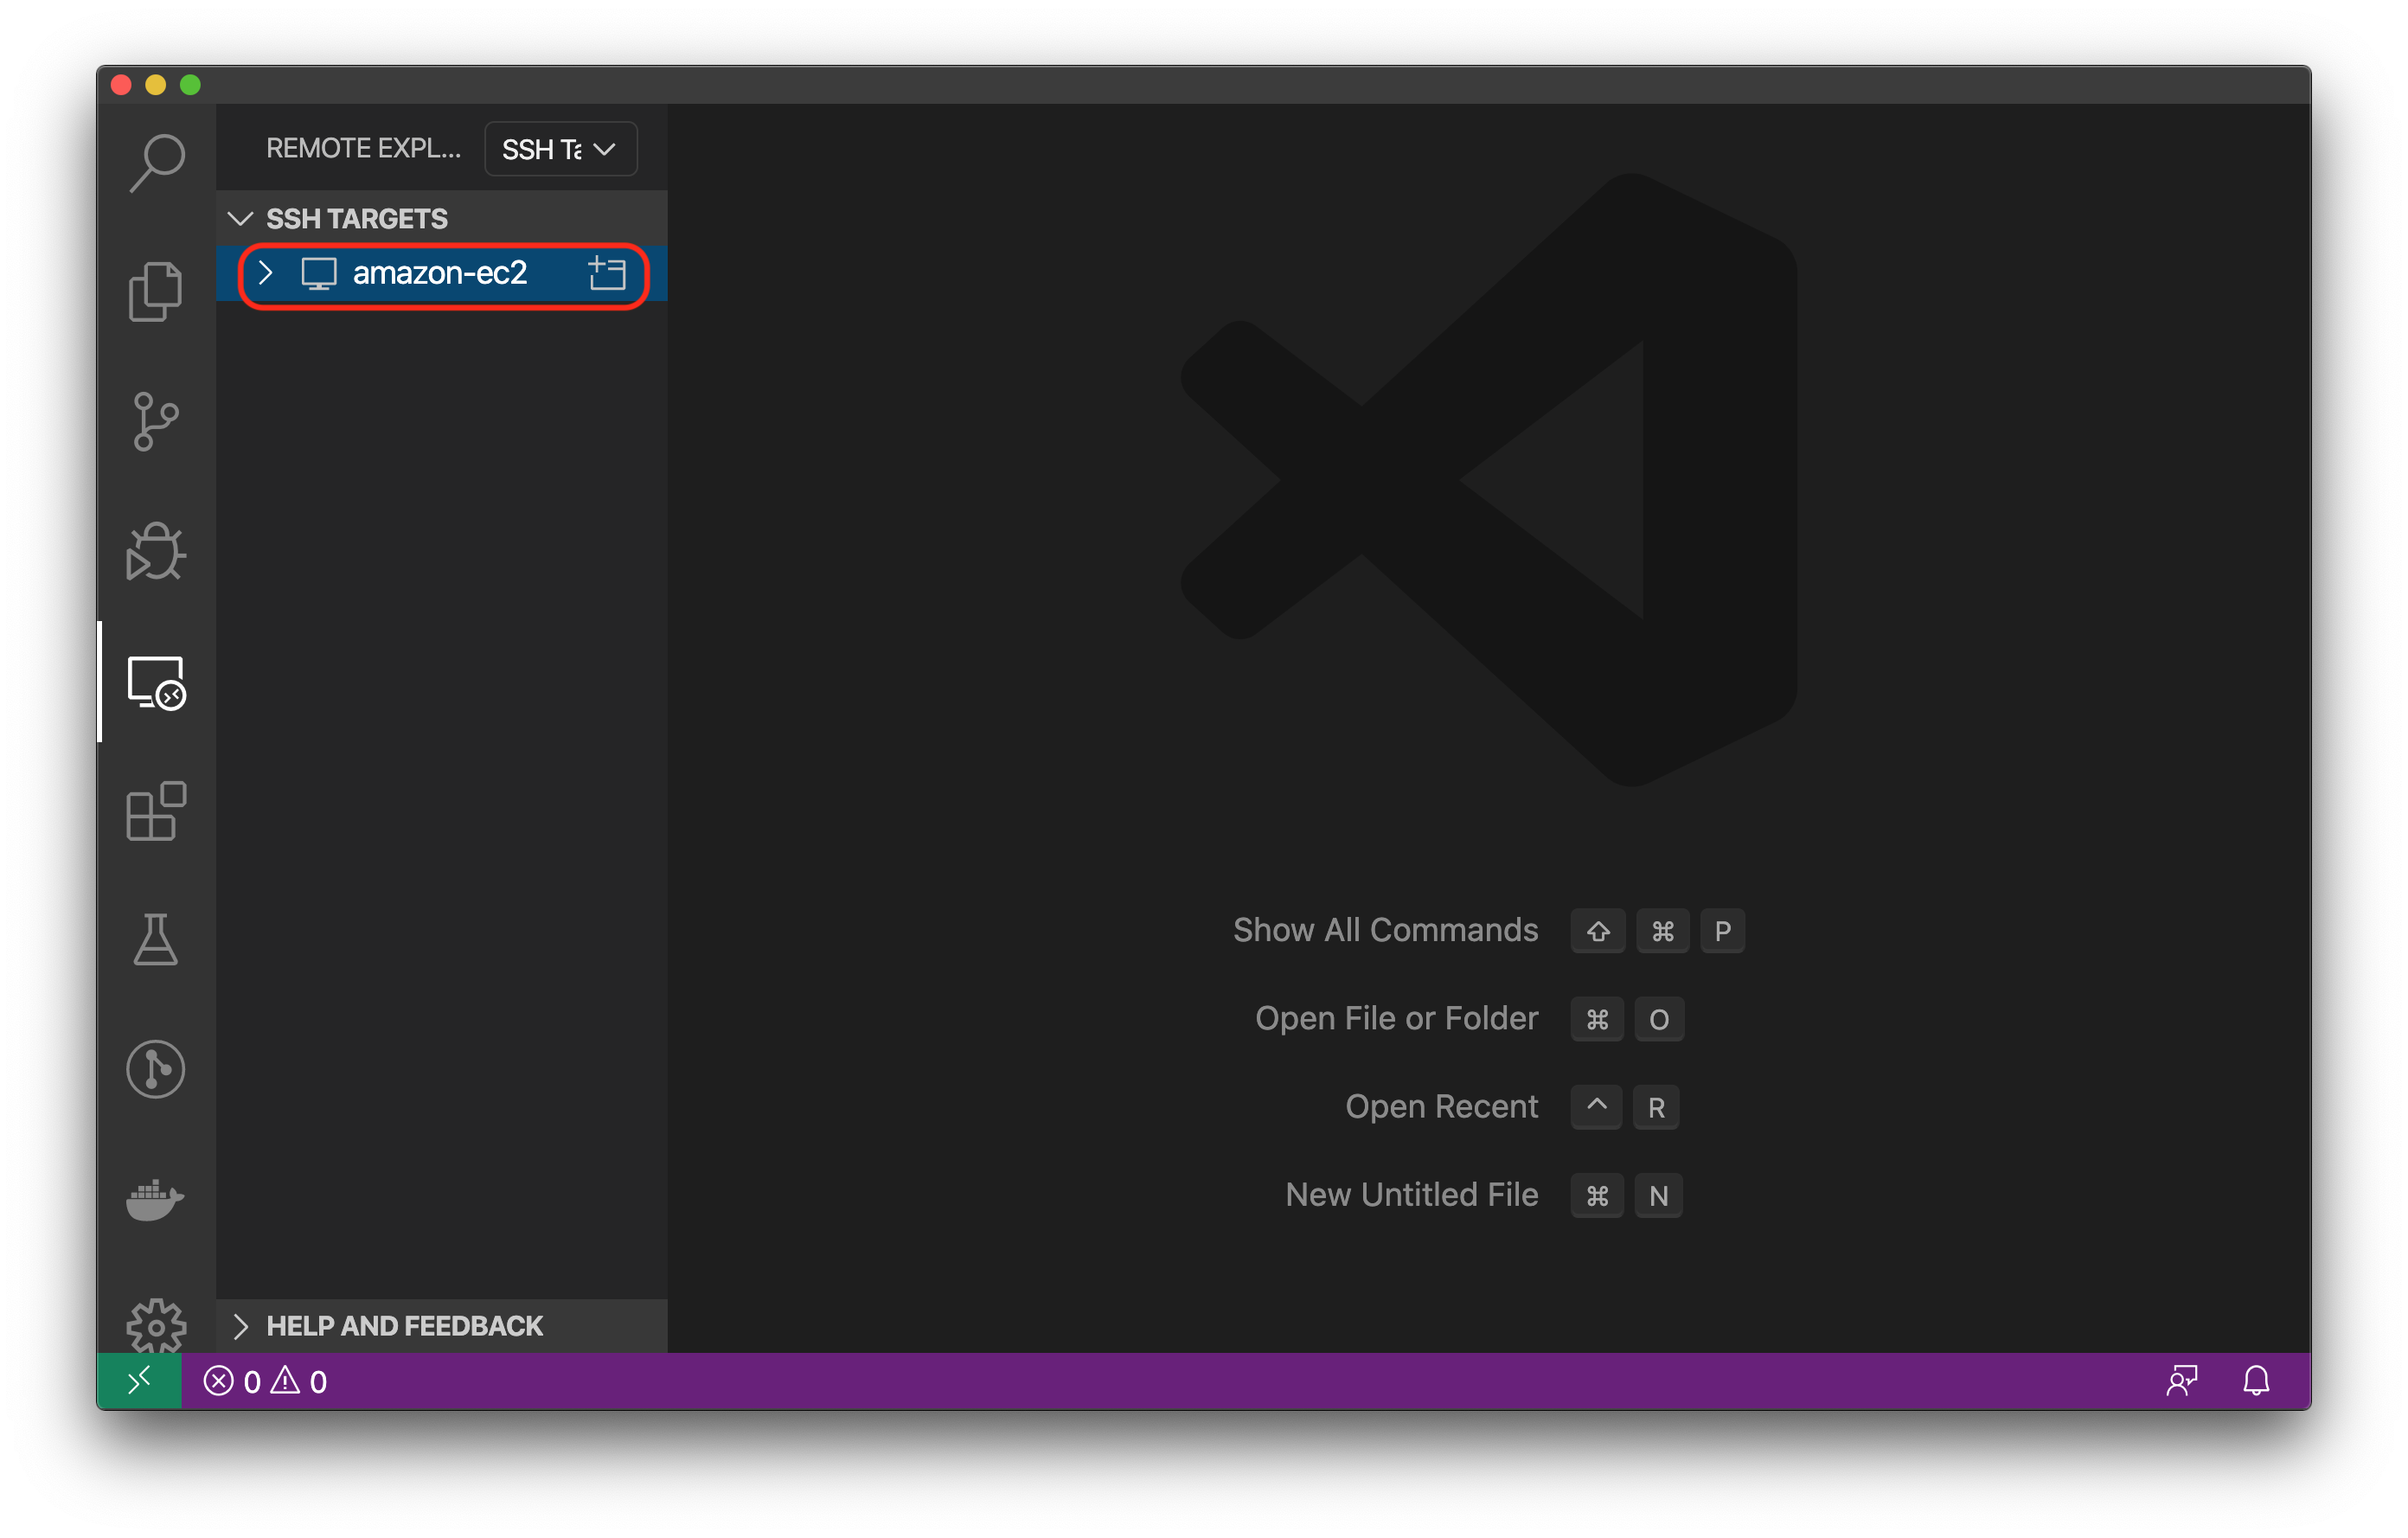 REMOTE EXPL...
SSH Ta
SSH TARGETS
amazon-ec2
Show All Commands ⇧ ⌘ P
Open File or Folder ⌘ O
Open Recent ^ R
New Untitled File ⌘ N
HELP AND FEEDBACK
0 0